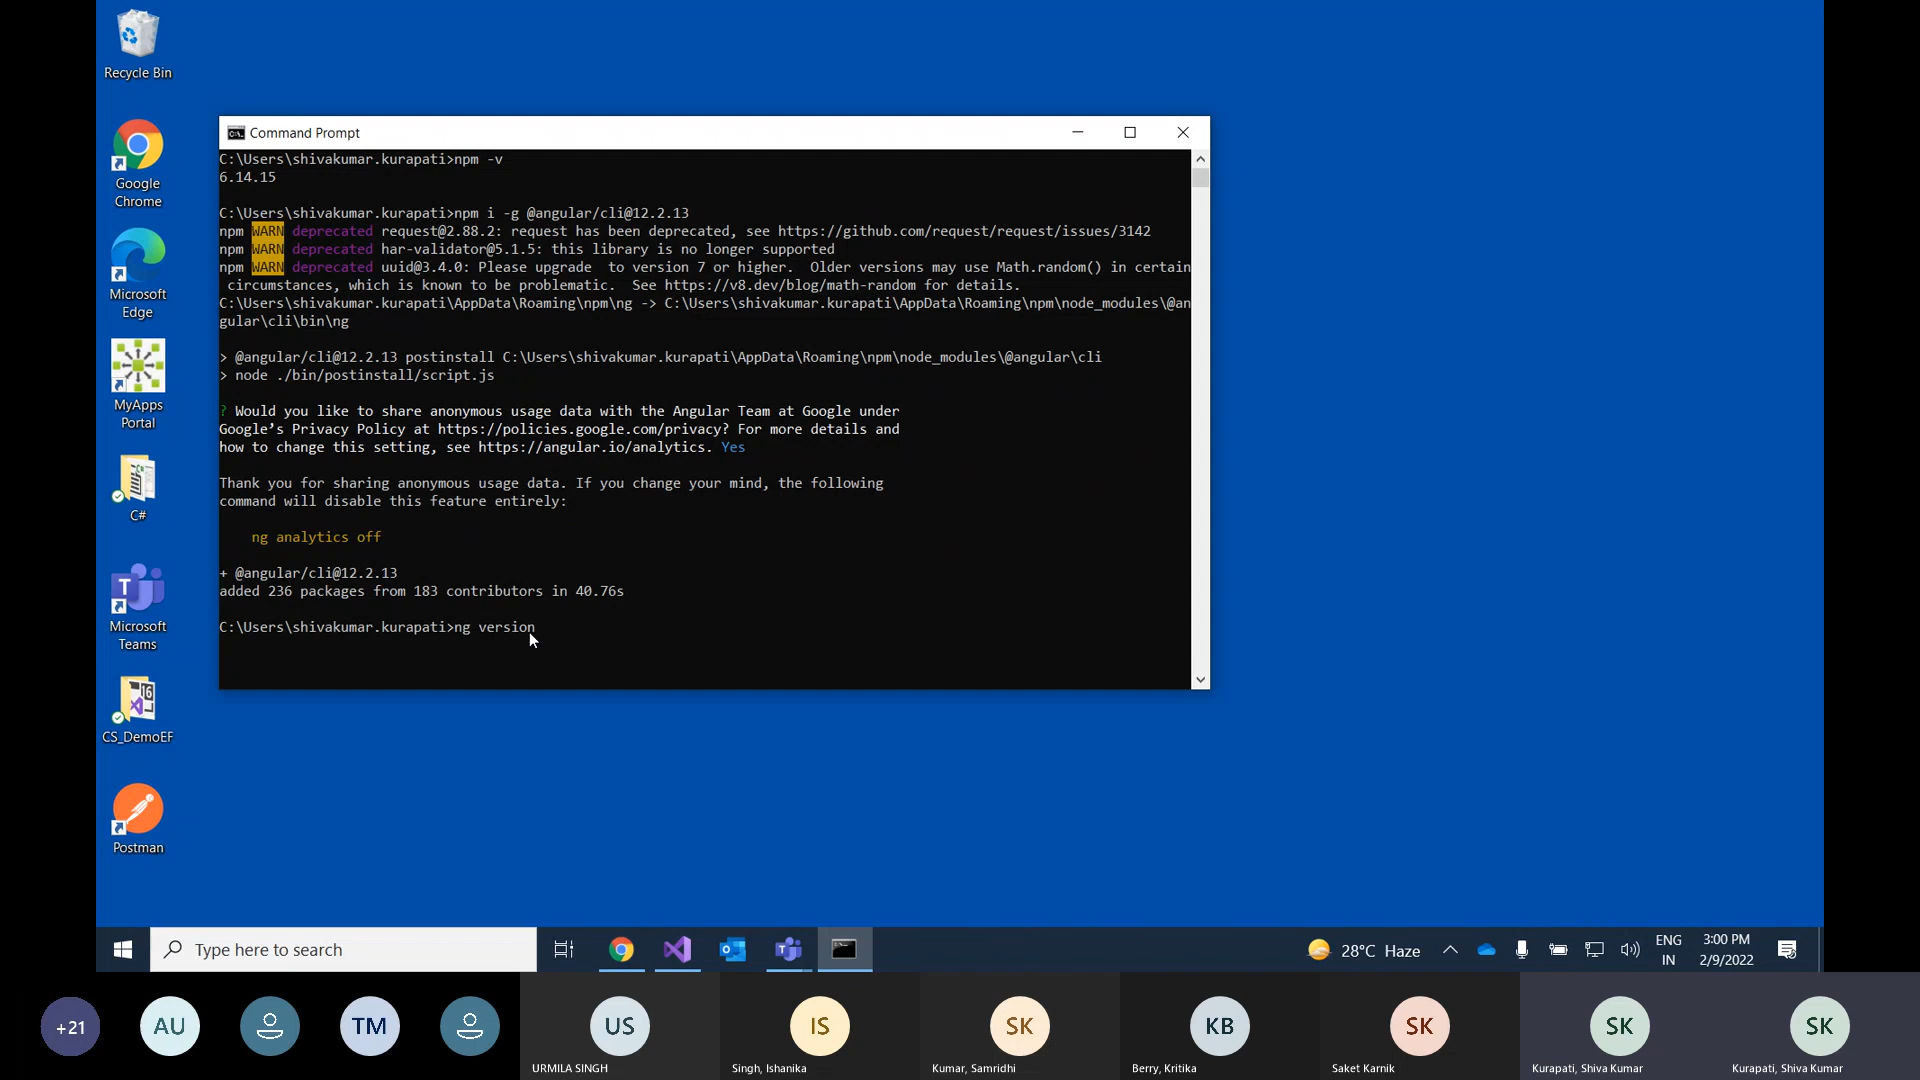 Recycle Bin
Google
Chrome
Microsoft
Edge
MyApps
Portal
C#
Microsoft
Teams
CS_DemoEF
Postman
Command Prompt
C:\Users\shivakumar.kurapati>npm -v
6.14.15
C:\Users\shivakumar.kurapati>npm i -g @angular/cli@12.2.13
npm WARN deprecated request@2.88.2: request has been deprecated, see https://github.com/request/request/issues/3142
npm WARN deprecated har-validator@5.1.5: this library is no longer supported
npm WARN deprecated uuid@3.4.0: Please upgrade  to version 7 or higher.  Older versions may use Math.random() in certain
 circumstances, which is known to be problematic.  See https://v8.dev/blog/math-random for details.
C:\Users\shivakumar.kurapati\AppData\Roaming\npm\ng -> C:\Users\shivakumar.kurapati\AppData\Roaming\npm\node_modules\@an
gular\cli\bin\ng
> @angular/cli@12.2.13 postinstall C:\Users\shivakumar.kurapati\AppData\Roaming\npm\node_modules\@angular\cli
> node ./bin/postinstall/script.js
? Would you like to share anonymous usage data with the Angular Team at Google under
Google’s Privacy Policy at https://policies.google.com/privacy? For more details and
how to change this setting, see https://angular.io/analytics. Yes
Thank you for sharing anonymous usage data. If you change your mind, the following
command will disable this feature entirely:
ng analytics off
+ @angular/cli@12.2.13
added 236 packages from 183 contributors in 40.76s
C:\Users\shivakumar.kurapati>ng version
Type here to search
28°C Haze
ENG
IN
3:00 PM
2/9/2022
+21
AU
TM
US
URMILA SINGH
IS
Singh, Ishanika
SK
Kumar, Samridhi
KB
Berry, Kritika
SK
Saket Karnik
SK
Kurapati, Shiva Kumar
SK
Kurapati, Shiva Kumar